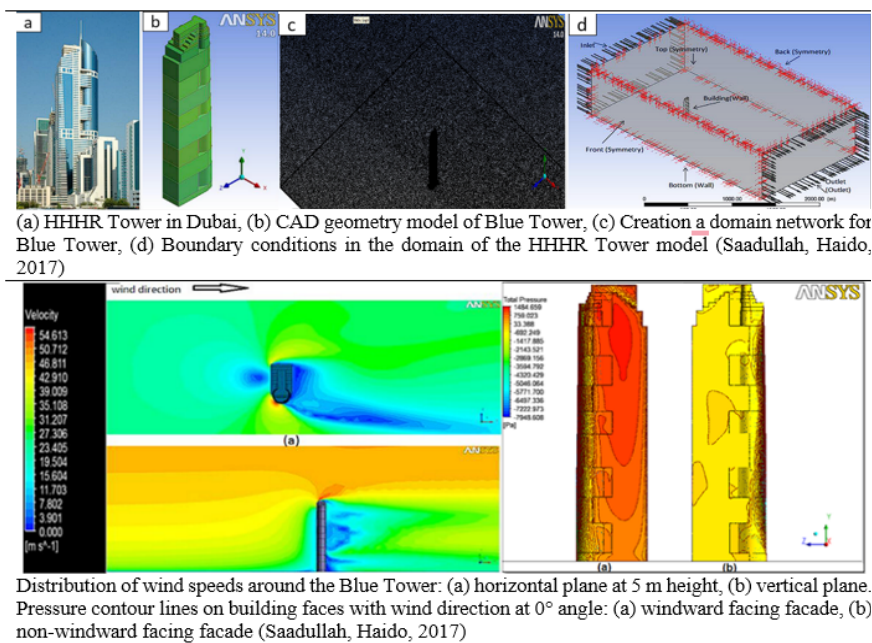 a
b
ANSYS
14.0
c
ANSYS
14.0
d
Inlet
Top (Symmetry)
Back (Symmetry)
Building(Wall)
Front (Symmetry)
Bottom (Wall)
Outlet
(Outlet)
1000.00
2000.00 (m)
(a) HHHR Tower in Dubai, (b) CAD geometry model of Blue Tower, (c) Creation a domain network for
Blue Tower, (d) Boundary conditions in the domain of the HHHR Tower model (Saadullah, Haido,
2017)
wind direction
Velocity
54.613
50.712
46.811
42.910
39.009
35.108
31.207
27.306
23.405
19.504
15.604
11.703
7.802
3.901
0.000
[m s^-1]
ANSYS
(a)
ANSYS
Total Pressure
1484.659
758.023
33.388
-692.249
-1417.885
-2143.521
-2869.156
-3594.792
-4320.429
-5046.064
-5771.700
-6497.336
-7222.973
-7948.608
[Pa]
ANSYS
(a)
(b)
Distribution of wind speeds around the Blue Tower: (a) horizontal plane at 5 m height, (b) vertical plane.
Pressure contour lines on building faces with wind direction at 0° angle: (a) windward facing facade, (b)
non-windward facing facade (Saadullah, Haido, 2017)